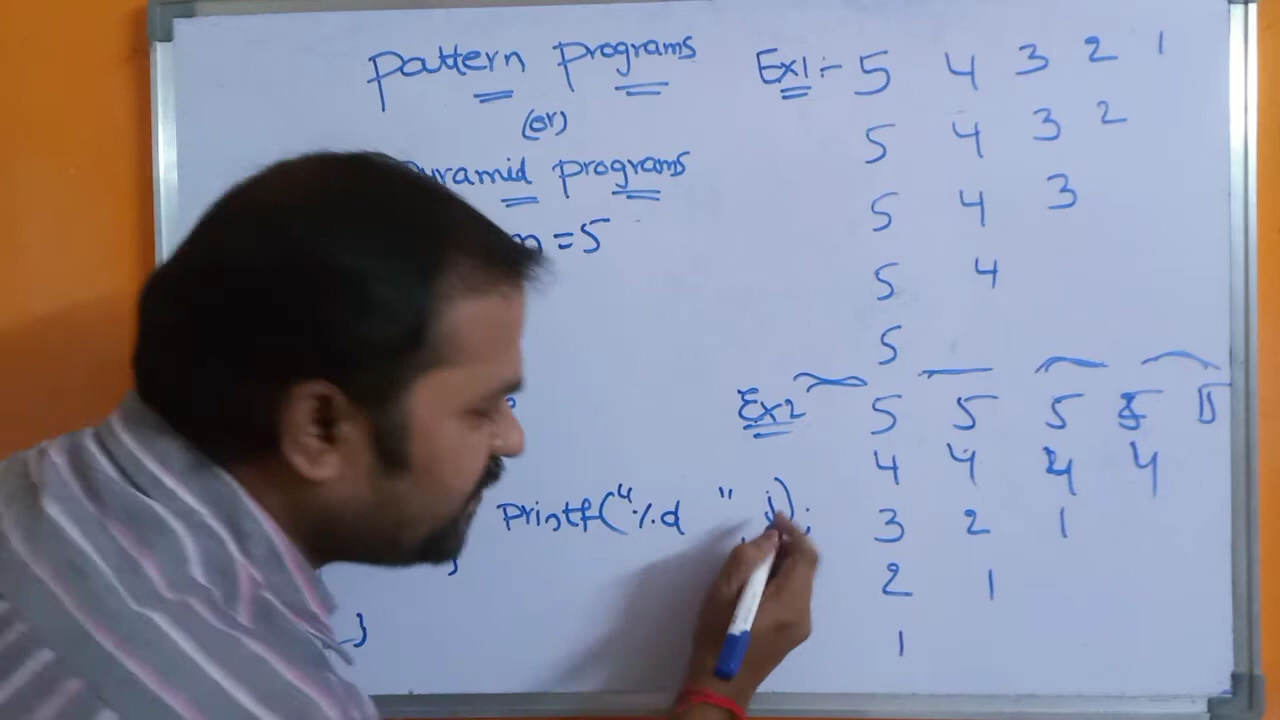 pattern programs
(or)
pyramid programs
n = 5
printf("%d ", j);
}
}
Ex1:- 5 4 3 2 1
5 4 3 2
5 4 3
5 4
5
Ex2 5 5 5 5 5
4 4 4 4
3 2 1
2 1
1